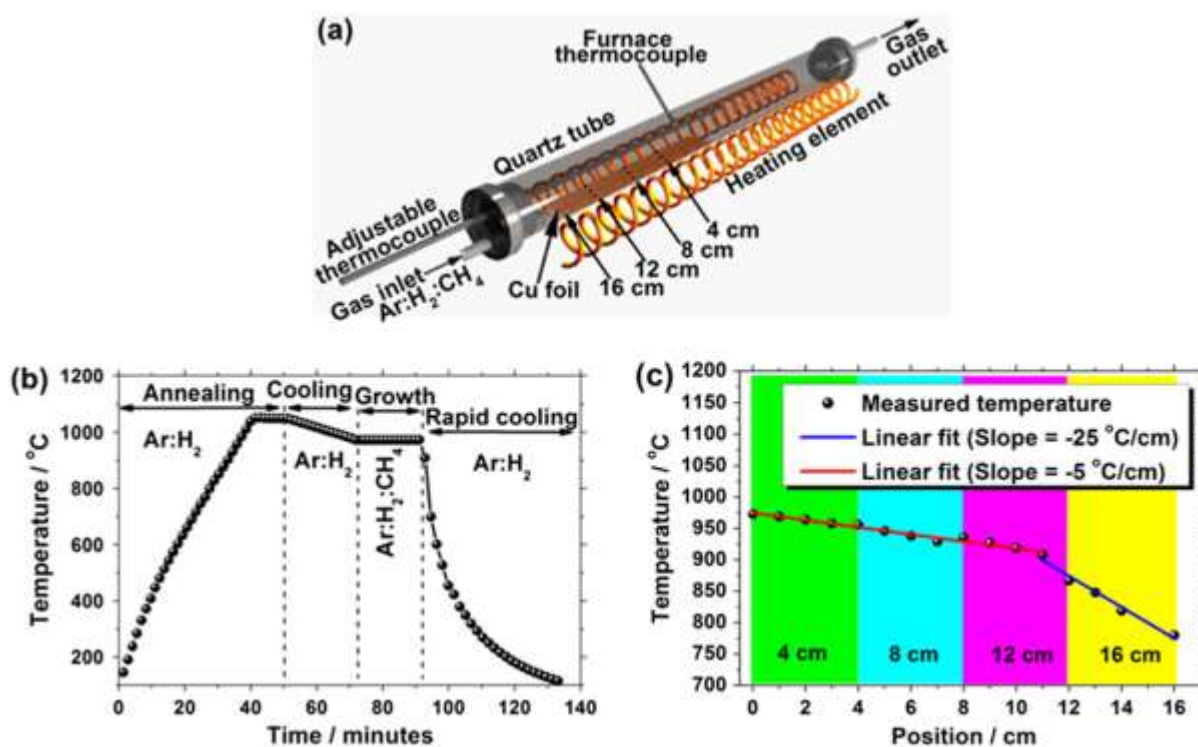 (a)
Furnace
thermocouple
Gas
outlet
Quartz tube
Heating element
Adjustable
thermocouple
Gas inlet
Ar:H2:CH4
Cu foil
4 cm
8 cm
12 cm
16 cm
(b)
Annealing
Cooling
Growth
Rapid cooling
Ar:H2
Ar:H2
Ar:H2:CH4
Ar:H2
Temperature / °C
1200
1000
800
600
400
200
0 20 40 60 80 100 120 140
Time / minutes
(c)
Measured temperature
Linear fit (Slope = -25 °C/cm)
Linear fit (Slope = -5 °C/cm)
Temperature / °C
1200
1150
1100
1050
1000
950
900
850
800
750
700
4 cm 8 cm 12 cm 16 cm
0 2 4 6 8 10 12 14 16
Position / cm